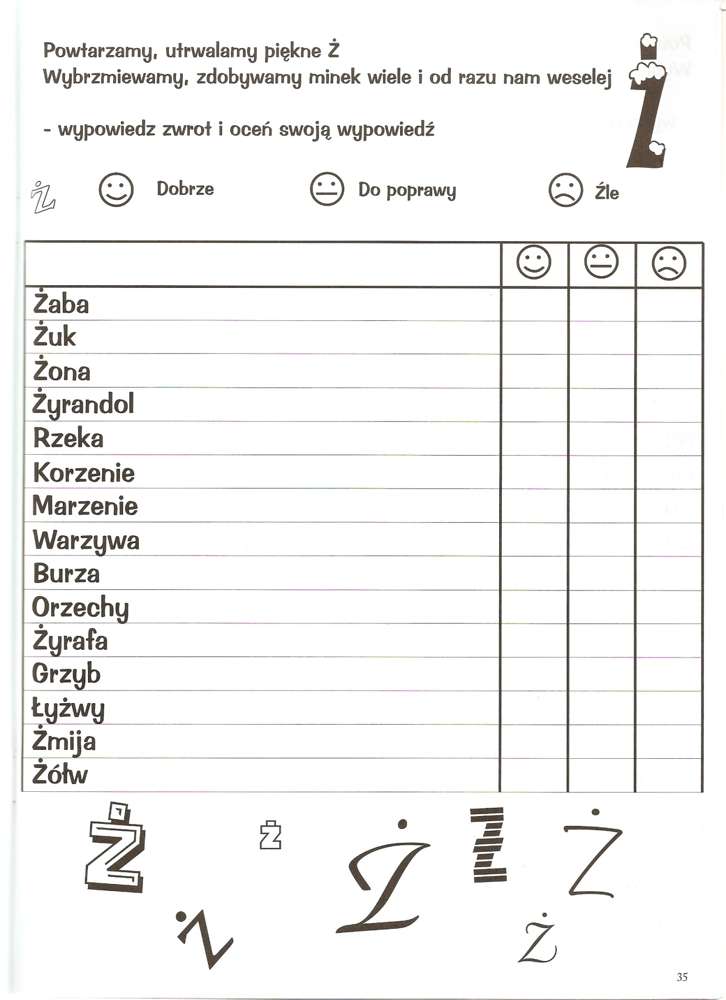 Powtarzamy, utrwalamy piękne Ż
Wybrzmiewamy, zdobywamy minek wiele i od razu nam weselej
Ż
- wypowiedz zwrot i oceń swoją wypowiedź
Ż Dobrze Do poprawy Źle
Żaba
Żuk
Żona
Żyrandol
Rzeka
Korzenie
Marzenie
Warzywa
Burza
Orzechy
Żyrafa
Grzyb
Łyżwy
Żmija
Żółw
Ż Ż Ż Ż Ż
Ż Ż
35